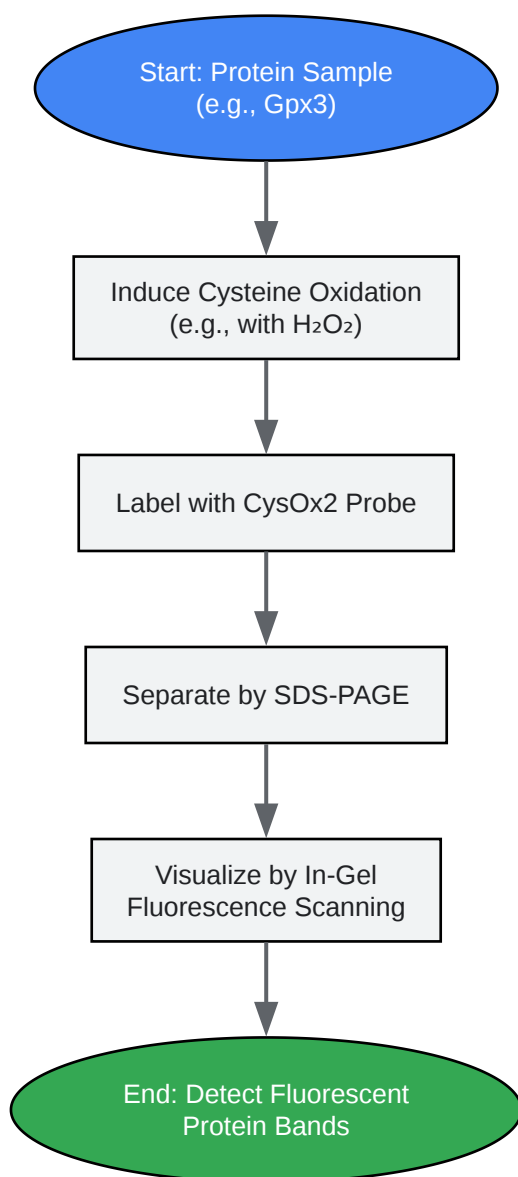 Start: Protein Sample
(e.g., Gpx3)
Induce Cysteine Oxidation
(e.g., with H₂O₂)
Label with CysOx2 Probe
Separate by SDS-PAGE
Visualize by In-Gel
Fluorescence Scanning
End: Detect Fluorescent
Protein Bands